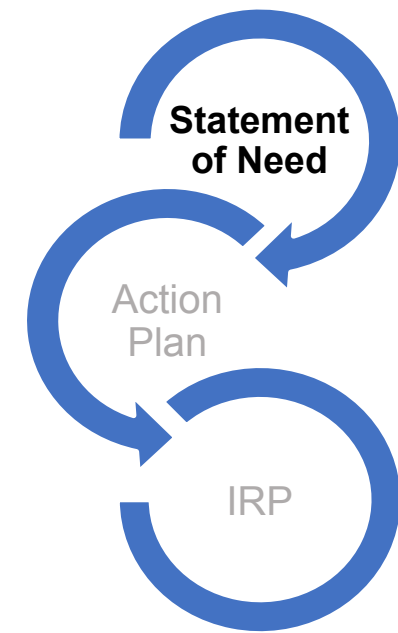 Statement
of Need
Action
Plan
IRP